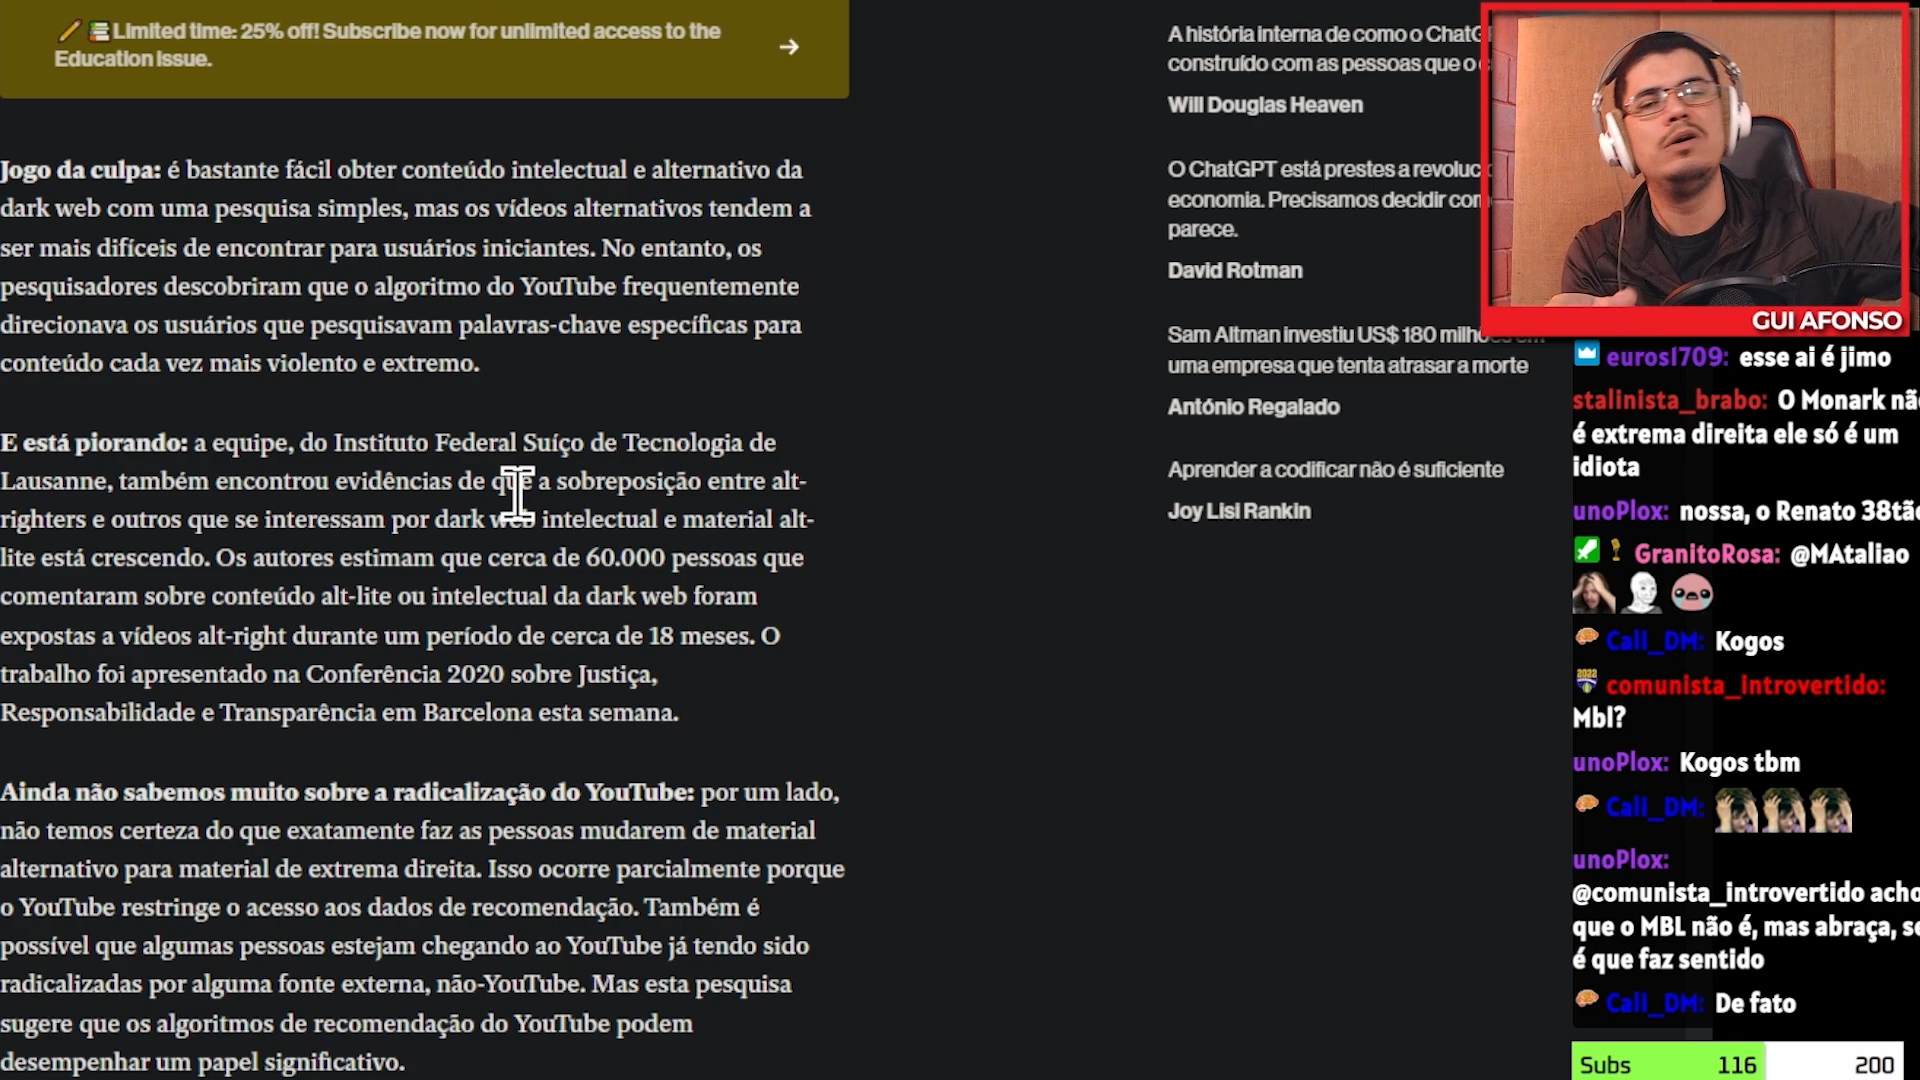 Limited time: 25% off! Subscribe now for unlimited access to the
Education issue.
Jogo da culpa: é bastante fácil obter conteúdo intelectual e alternativo da
dark web com uma pesquisa simples, mas os vídeos alternativos tendem a
ser mais difíceis de encontrar para usuários iniciantes. No entanto, os
pesquisadores descobriram que o algoritmo do YouTube frequentemente
direcionava os usuários que pesquisavam palavras-chave específicas para
conteúdo cada vez mais violento e extremo.
E está piorando: a equipe, do Instituto Federal Suíço de Tecnologia de
Lausanne, também encontrou evidências de que a sobreposição entre alt-
righters e outros que se interessam por dark web intelectual e material alt-
lite está crescendo. Os autores estimam que cerca de 60.000 pessoas que
comentaram sobre conteúdo alt-lite ou intelectual da dark web foram
expostas a vídeos alt-right durante um período de cerca de 18 meses. O
trabalho foi apresentado na Conferência 2020 sobre Justiça,
Responsabilidade e Transparência em Barcelona esta semana.
Ainda não sabemos muito sobre a radicalização do YouTube: por um lado,
não temos certeza do que exatamente faz as pessoas mudarem de material
alternativo para material de extrema direita. Isso ocorre parcialmente porque
o YouTube restringe o acesso aos dados de recomendação. Também é
possível que algumas pessoas estejam chegando ao YouTube já tendo sido
radicalizadas por alguma fonte externa, não-YouTube. Mas esta pesquisa
sugere que os algoritmos de recomendação do YouTube podem
desempenhar um papel significativo.
A história interna de como o ChatG
construído com as pessoas que o
Will Douglas Heaven
O ChatGPT está prestes a revoluc
economia. Precisamos decidir com
parece.
David Rotman
Sam Altman investiu US$ 180 milhões em
uma empresa que tenta atrasar a morte
António Regalado
Aprender a codificar não é suficiente
Joy Lisi Rankin
GUI AFONSO
eurosl709: esse ai é jimo
stalinista_brabo: O Monark nã
é extrema direita ele só é um
idiota
unoPlox: nossa, o Renato 38tã
GranitoRosa: @MAtaliao
Cali_DM: Kogos
2022
comunista_introvertido:
Mbl?
unoPlox: Kogos tbm
Cali_DM:
unoPlox:
@comunista_introvertido acho
que o MBL não é, mas abraça, se
é que faz sentido
Cali_DM: De fato
Subs 116 200